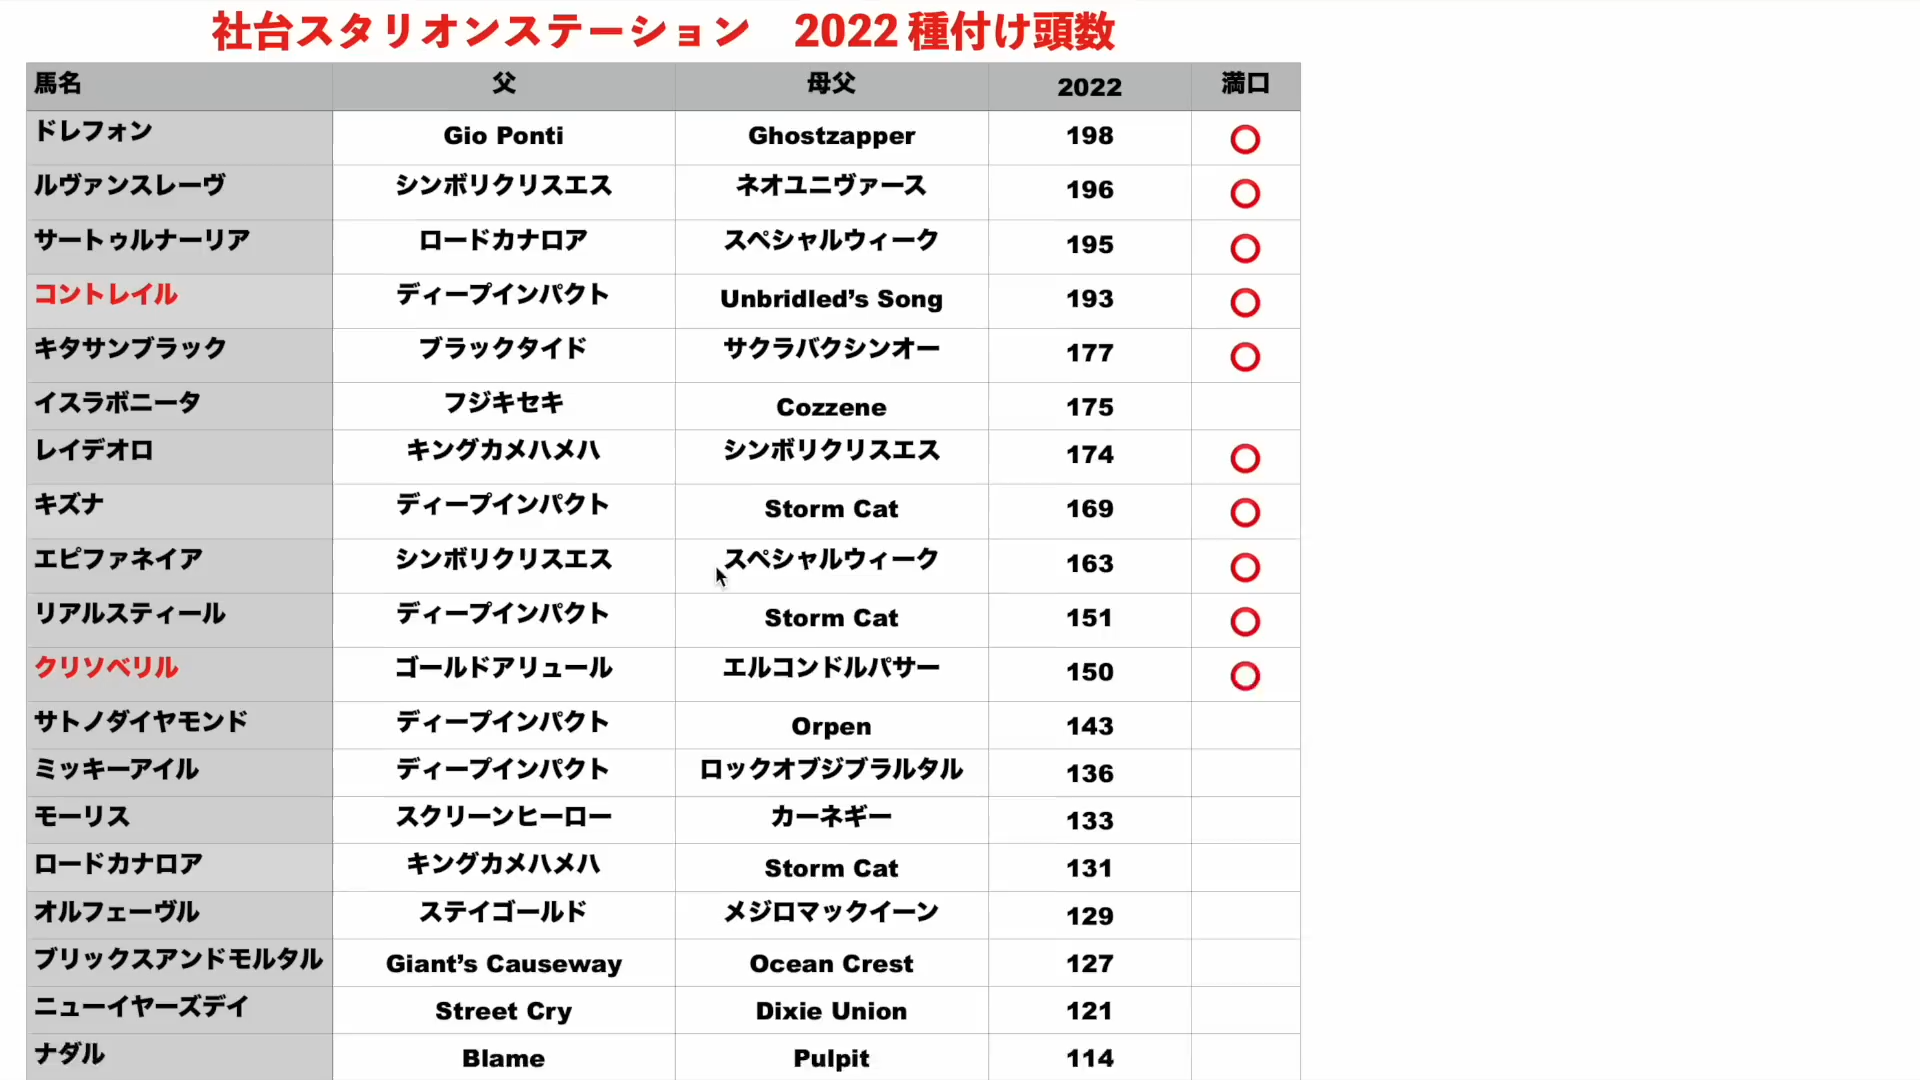 社台スタリオンステーション 2022 種付け頭数
馬名 父 母父 2022 満口
ドレフォン Gio Ponti Ghostzapper 198 ○
ルヴァンスレーヴ シンボリクリスエス ネオユニヴァース 196 ○
サートゥルナーリア ロードカナロア スペシャルウィーク 195 ○
コントレイル ディープインパクト Unbridled’s Song 193 ○
キタサンブラック ブラックタイド サクラバクシンオー 177 ○
イスラボニータ フジキセキ Cozzene 175
レイデオロ キングカメハメハ シンボリクリスエス 174 ○
キズナ ディープインパクト Storm Cat 169 ○
エピファネイア シンボリクリスエス スペシャルウィーク 163 ○
リアルスティール ディープインパクト Storm Cat 151 ○
クリソベリル ゴールドアリュール エルコンドルパサー 150 ○
サトノダイヤモンド ディープインパクト Orpen 143
ミッキーアイル ディープインパクト ロックオブジブラルタル 136
モーリス スクリーンヒーロー カーネギー 133
ロードカナロア キングカメハメハ Storm Cat 131
オルフェーヴル ステイゴールド メジロマックイーン 129
ブリックスアンドモルタル Giant’s Causeway Ocean Crest 127
ニューイヤーズデイ Street Cry Dixie Union 121
ナダル Blame Pulpit 114